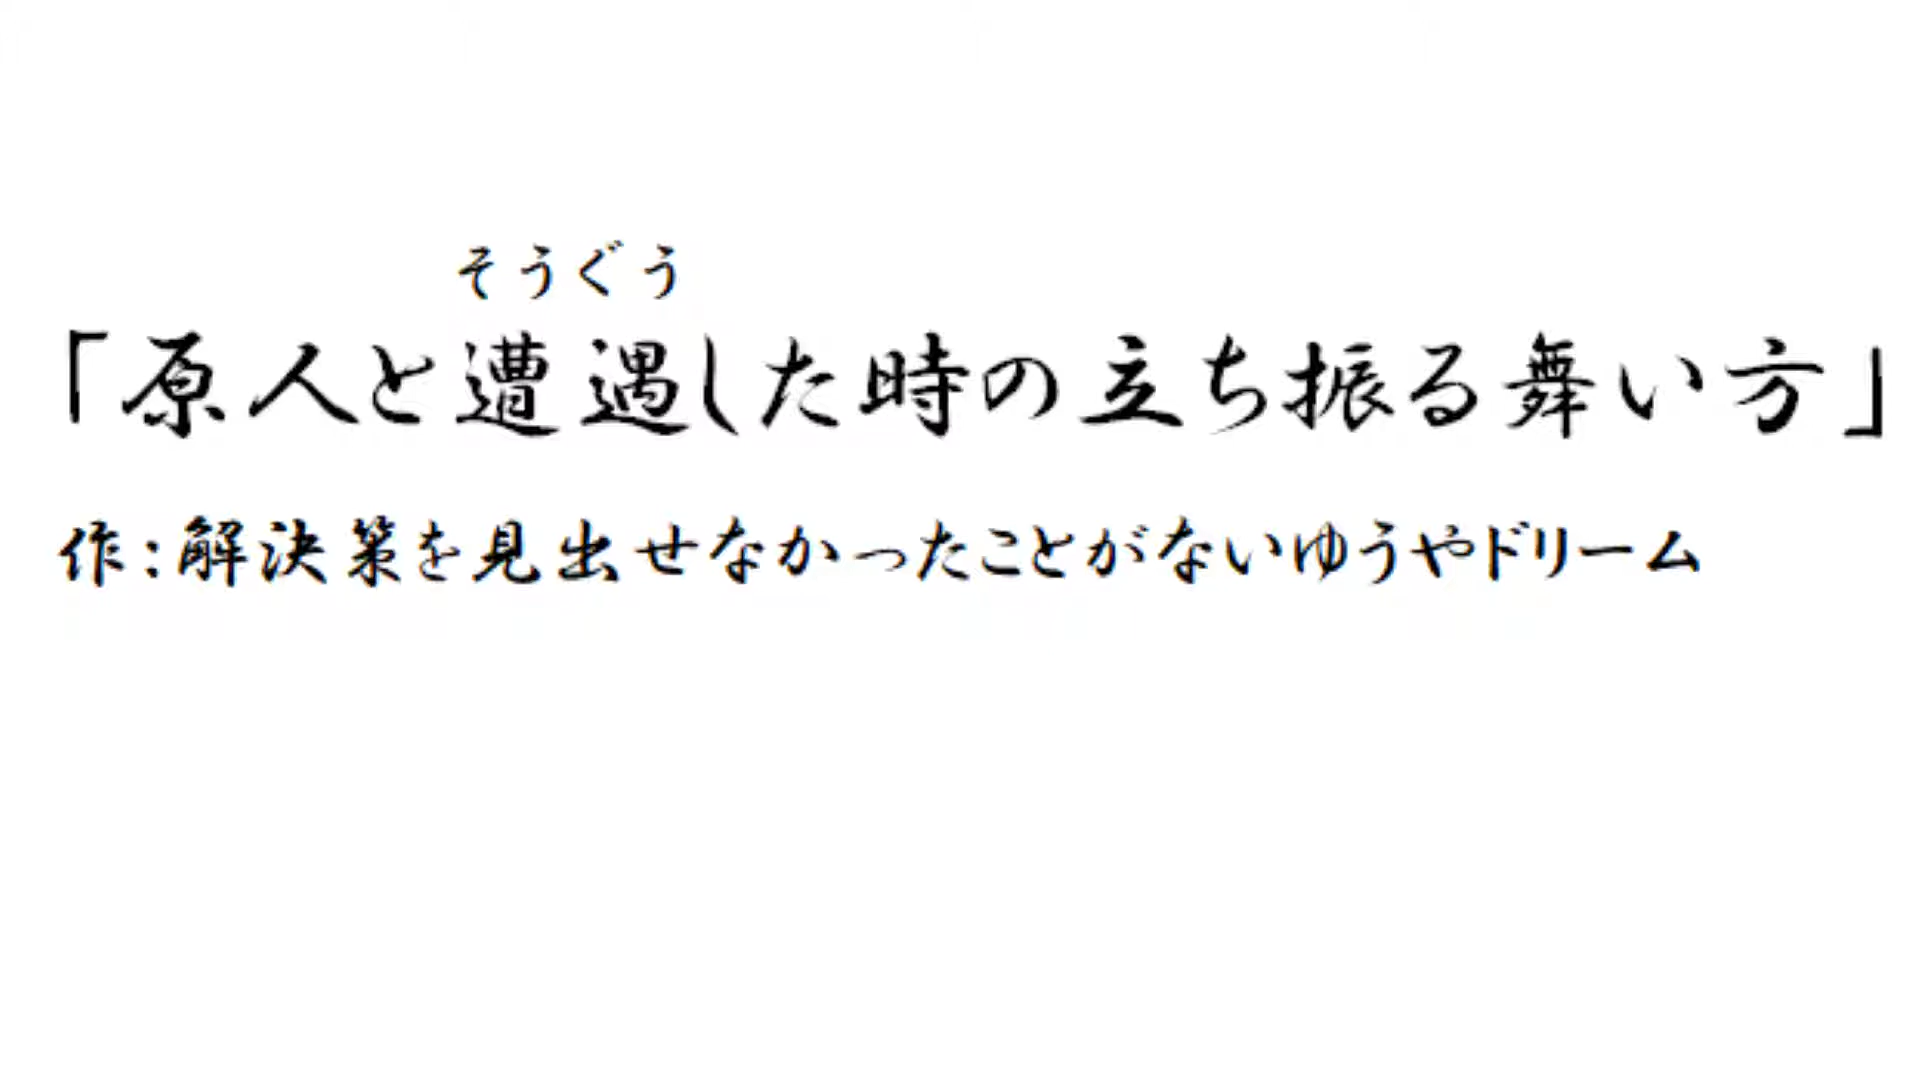 そうぐう
「原人と遭遇した時の立ち振る舞い方」
作:解決策を見出せなかったことがないゆうやドリーム